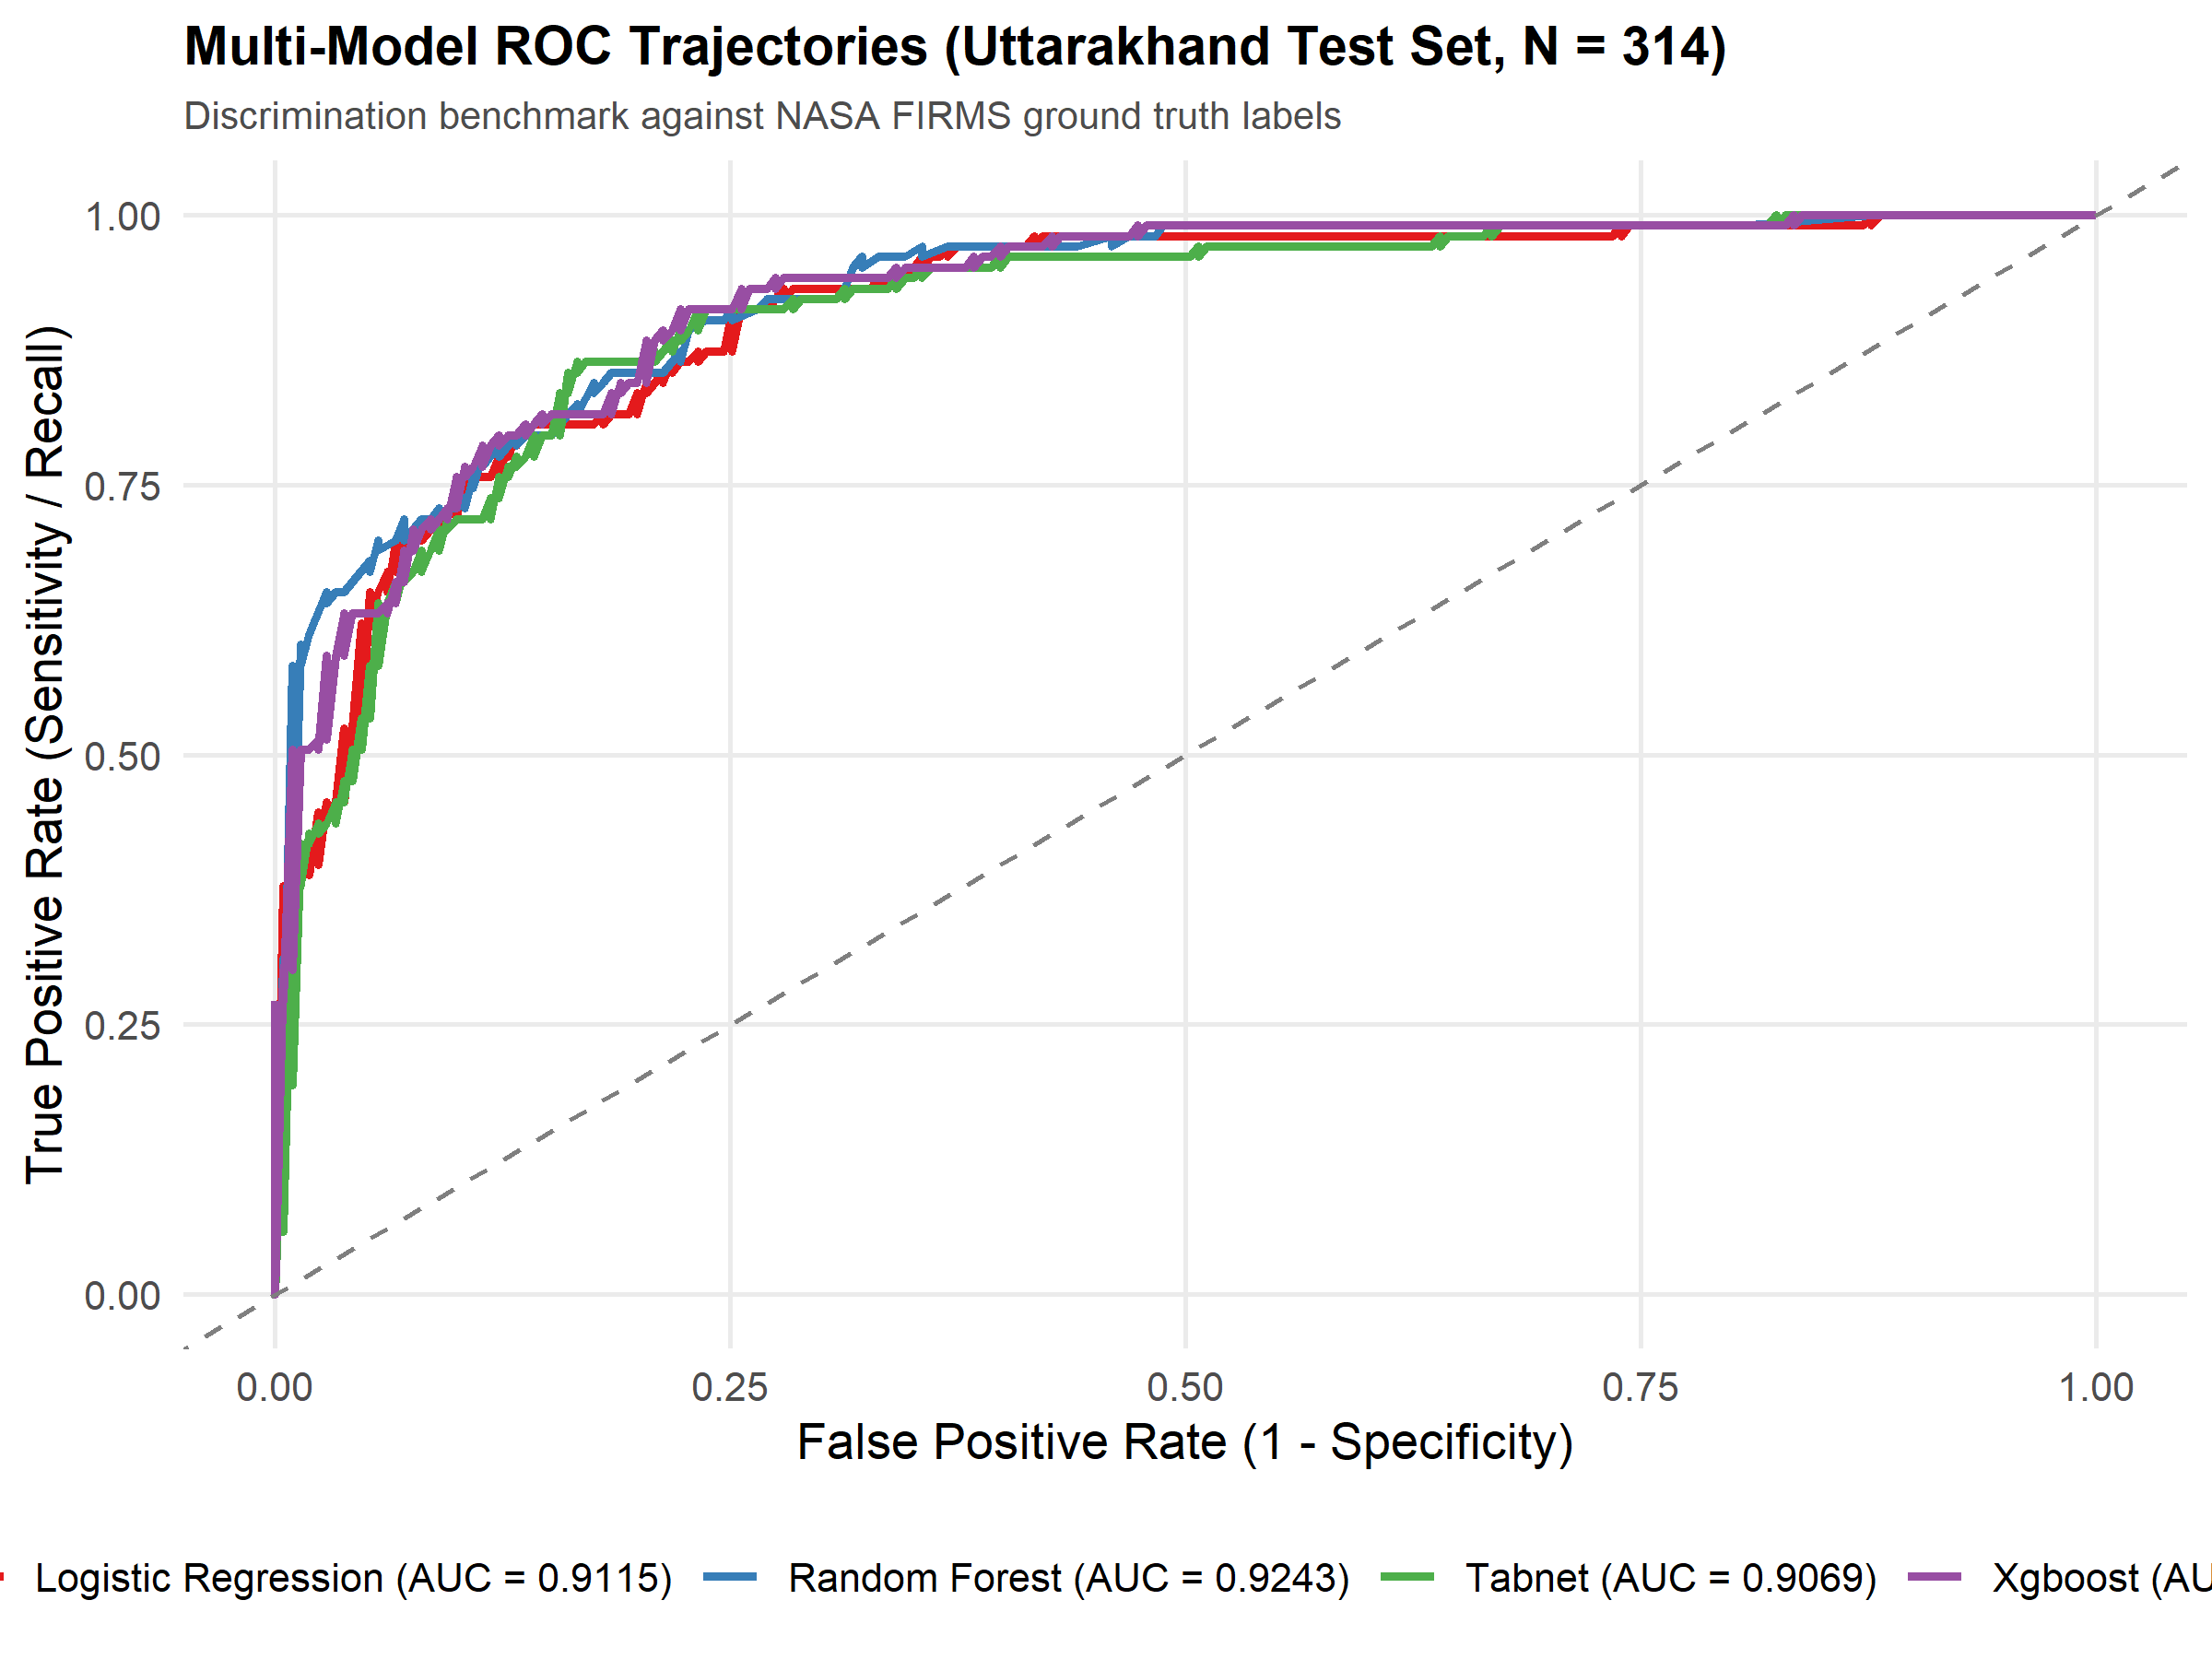 Multi-Model ROC Trajectories (Uttarakhand Test Set, N = 314)
Discrimination benchmark against NASA FIRMS ground truth labels
True Positive Rate (Sensitivity / Recall)
1.00
0.75
0.50
0.25
0.00
0.00 0.25 0.50 0.75 1.00
False Positive Rate (1 - Specificity)
Logistic Regression (AUC = 0.9115) Random Forest (AUC = 0.9243) Tabnet (AUC = 0.9069) Xgboost (AU